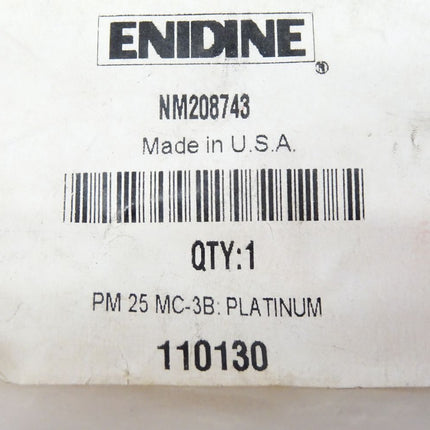 ENIDINE®
NM208743
Made in U.S.A.
QTY:1
PM 25 MC-3B: PLATINUM
110130